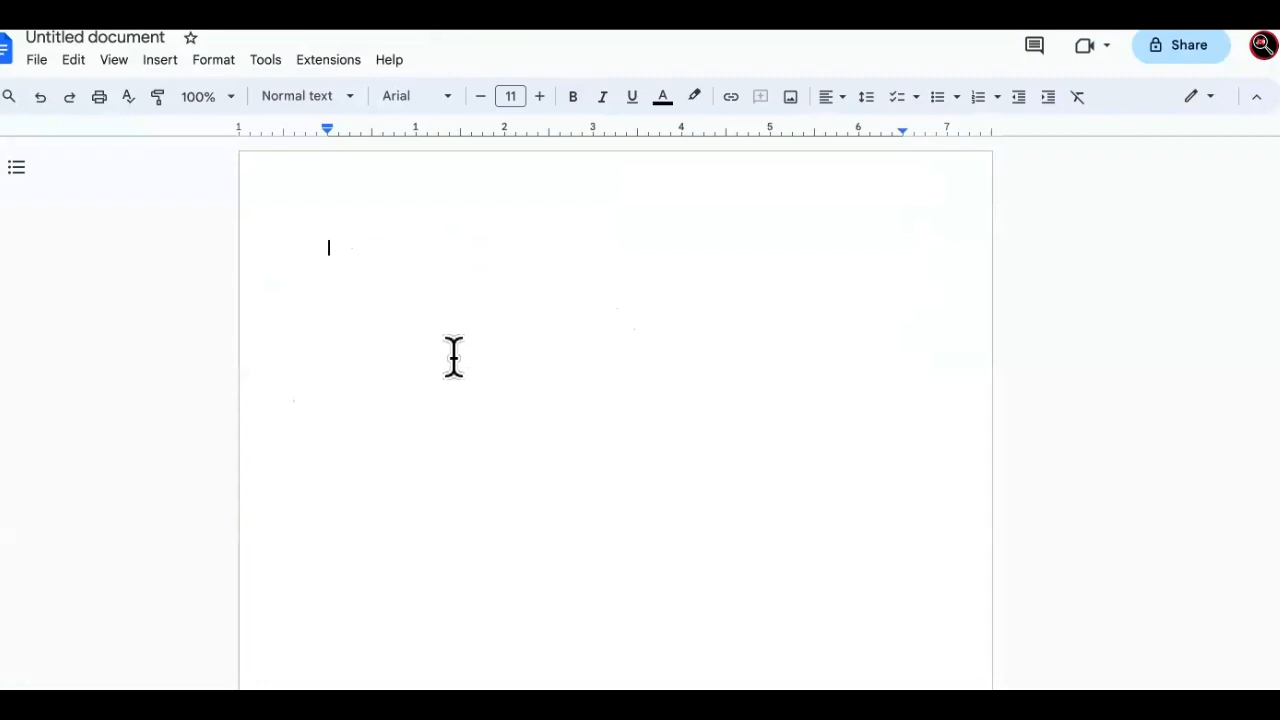 Untitled document
File Edit View Insert Format Tools Extensions Help
Share
100% Normal text Arial 11 B I U A
1 1 2 3 4 5 6 7